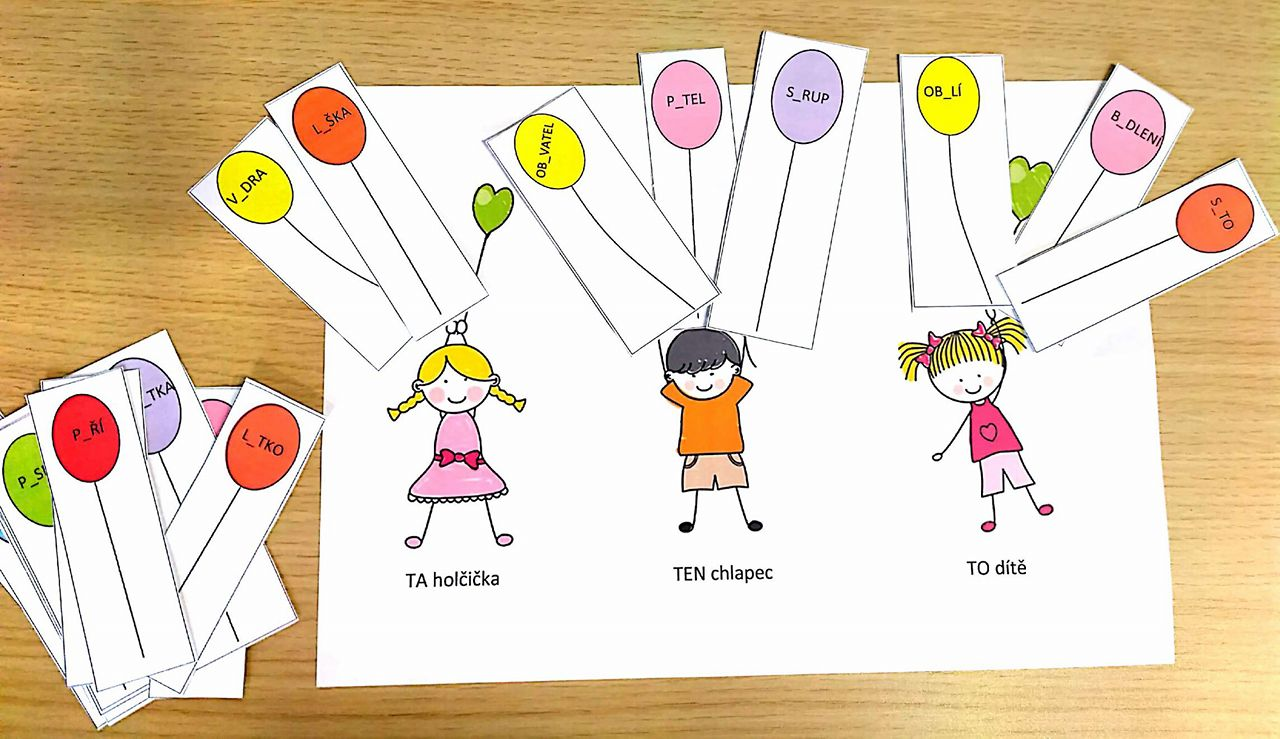 V_DRA
L_ŠKA
OB_VATEL
P_TEL
S_RUP
OB_LÍ
B_DLENÍ
S_TO
P_ŘÍ
_TKA
L_TKO
TA holčička
TEN chlapec
TO dítě